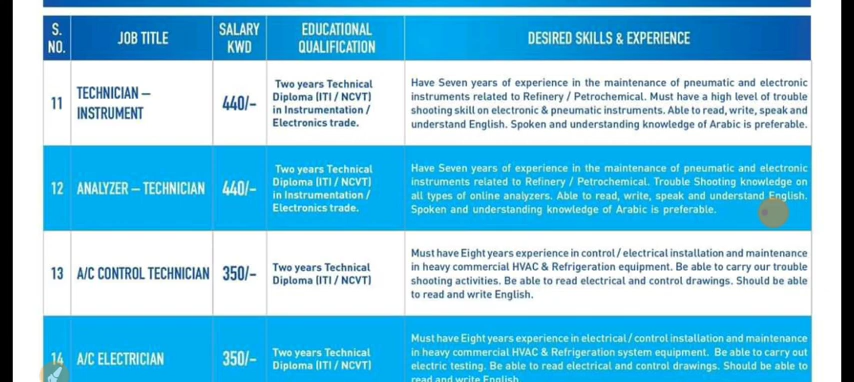 S. NO.
JOB TITLE
SALARY KWD
EDUCATIONAL QUALIFICATION
DESIRED SKILLS & EXPERIENCE
11
TECHNICIAN –
INSTRUMENT
440/-
Two years Technical
Diploma (ITI / NCVT)
in Instrumentation /
Electronics trade.
Have Seven years of experience in the maintenance of pneumatic and electronic
instruments related to Refinery / Petrochemical. Must have a high level of trouble
shooting skill on electronic & pneumatic instruments. Able to read, write, speak and
understand English. Spoken and understanding knowledge of Arabic is preferable.
12
ANALYZER – TECHNICIAN
440/-
Two years Technical
Diploma (ITI / NCVT)
in Instrumentation /
Electronics trade.
Have Seven years of experience in the maintenance of pneumatic and electronic
instruments related to Refinery / Petrochemical. Trouble Shooting knowledge on
all types of online analyzers. Able to read, write, speak and understand English.
Spoken and understanding knowledge of Arabic is preferable.
13
A/C CONTROL TECHNICIAN
350/-
Two years Technical
Diploma (ITI / NCVT)
Must have Eight years experience in control / electrical installation and maintenance
in heavy commercial HVAC & Refrigeration equipment. Be able to carry our trouble
shooting activities. Be able to read electrical and control drawings. Should be able
to read and write English.
14
A/C ELECTRICIAN
350/-
Two years Technical
Diploma (ITI / NCVT)
Must have Eight years experience in electrical / control installation and maintenance
in heavy commercial HVAC & Refrigeration system equipment. Be able to carry out
electric testing. Be able to read electrical and control drawings. Should be able to
read and write English.